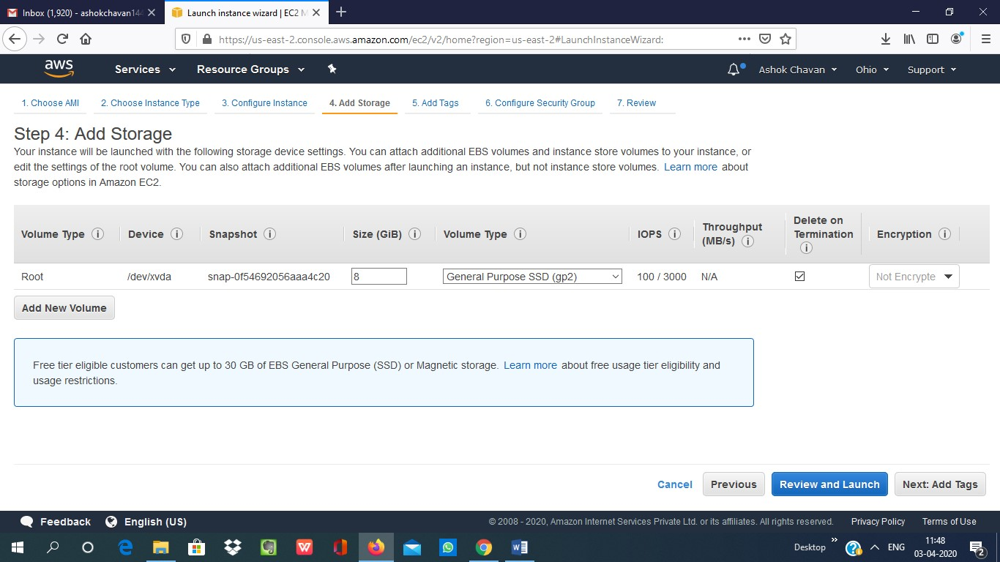 Inbox (1,920) - ashokchavan144
Launch instance wizard | EC2 M
https://us-east-2.console.aws.amazon.com/ec2/v2/home?region=us-east-2#LaunchInstanceWizard:
aws Services Resource Groups Ashok Chavan Ohio Support
1. Choose AMI 2. Choose Instance Type 3. Configure Instance 4. Add Storage 5. Add Tags 6. Configure Security Group 7. Review
Step 4: Add Storage
Your instance will be launched with the following storage device settings. You can attach additional EBS volumes and instance store volumes to your instance, or
edit the settings of the root volume. You can also attach additional EBS volumes after launching an instance, but not instance store volumes. Learn more about
storage options in Amazon EC2.
Volume Type i Device i Snapshot i Size (GiB) i Volume Type i IOPS i Throughput (MB/s) i Delete on Termination i Encryption i
Root /dev/xvda snap-0f54692056aaa4c20 8 General Purpose SSD (gp2) 100 / 3000 N/A Not Encrypte
Add New Volume
Free tier eligible customers can get up to 30 GB of EBS General Purpose (SSD) or Magnetic storage. Learn more about free usage tier eligibility and
usage restrictions.
Cancel Previous Review and Launch Next: Add Tags
Feedback English (US) © 2008 - 2020, Amazon Internet Services Private Ltd. or its affiliates. All rights reserved. Privacy Policy Terms of Use
Desktop » ENG 11:48
03-04-2020 2